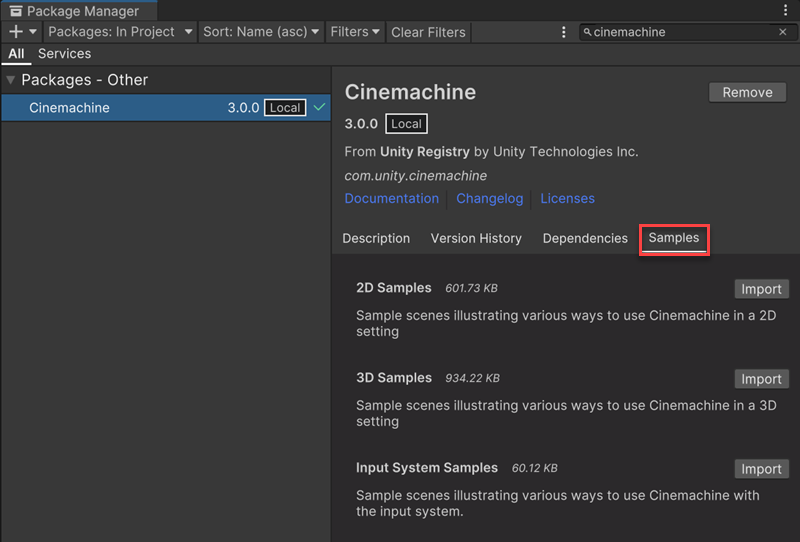 Package Manager
Packages: In Project Sort: Name (asc) Filters Clear Filters cinemachine
All Services
Packages - Other
Cinemachine 3.0.0 Local
Cinemachine Remove
3.0.0 Local
From Unity Registry by Unity Technologies Inc.
com.unity.cinemachine
Documentation Changelog Licenses
Description Version History Dependencies Samples
2D Samples 601.73 KB Import
Sample scenes illustrating various ways to use Cinemachine in a 2D
setting
3D Samples 934.22 KB Import
Sample scenes illustrating various ways to use Cinemachine in a 3D
setting
Input System Samples 60.12 KB Import
Sample scenes illustrating various ways to use Cinemachine with
the input system.